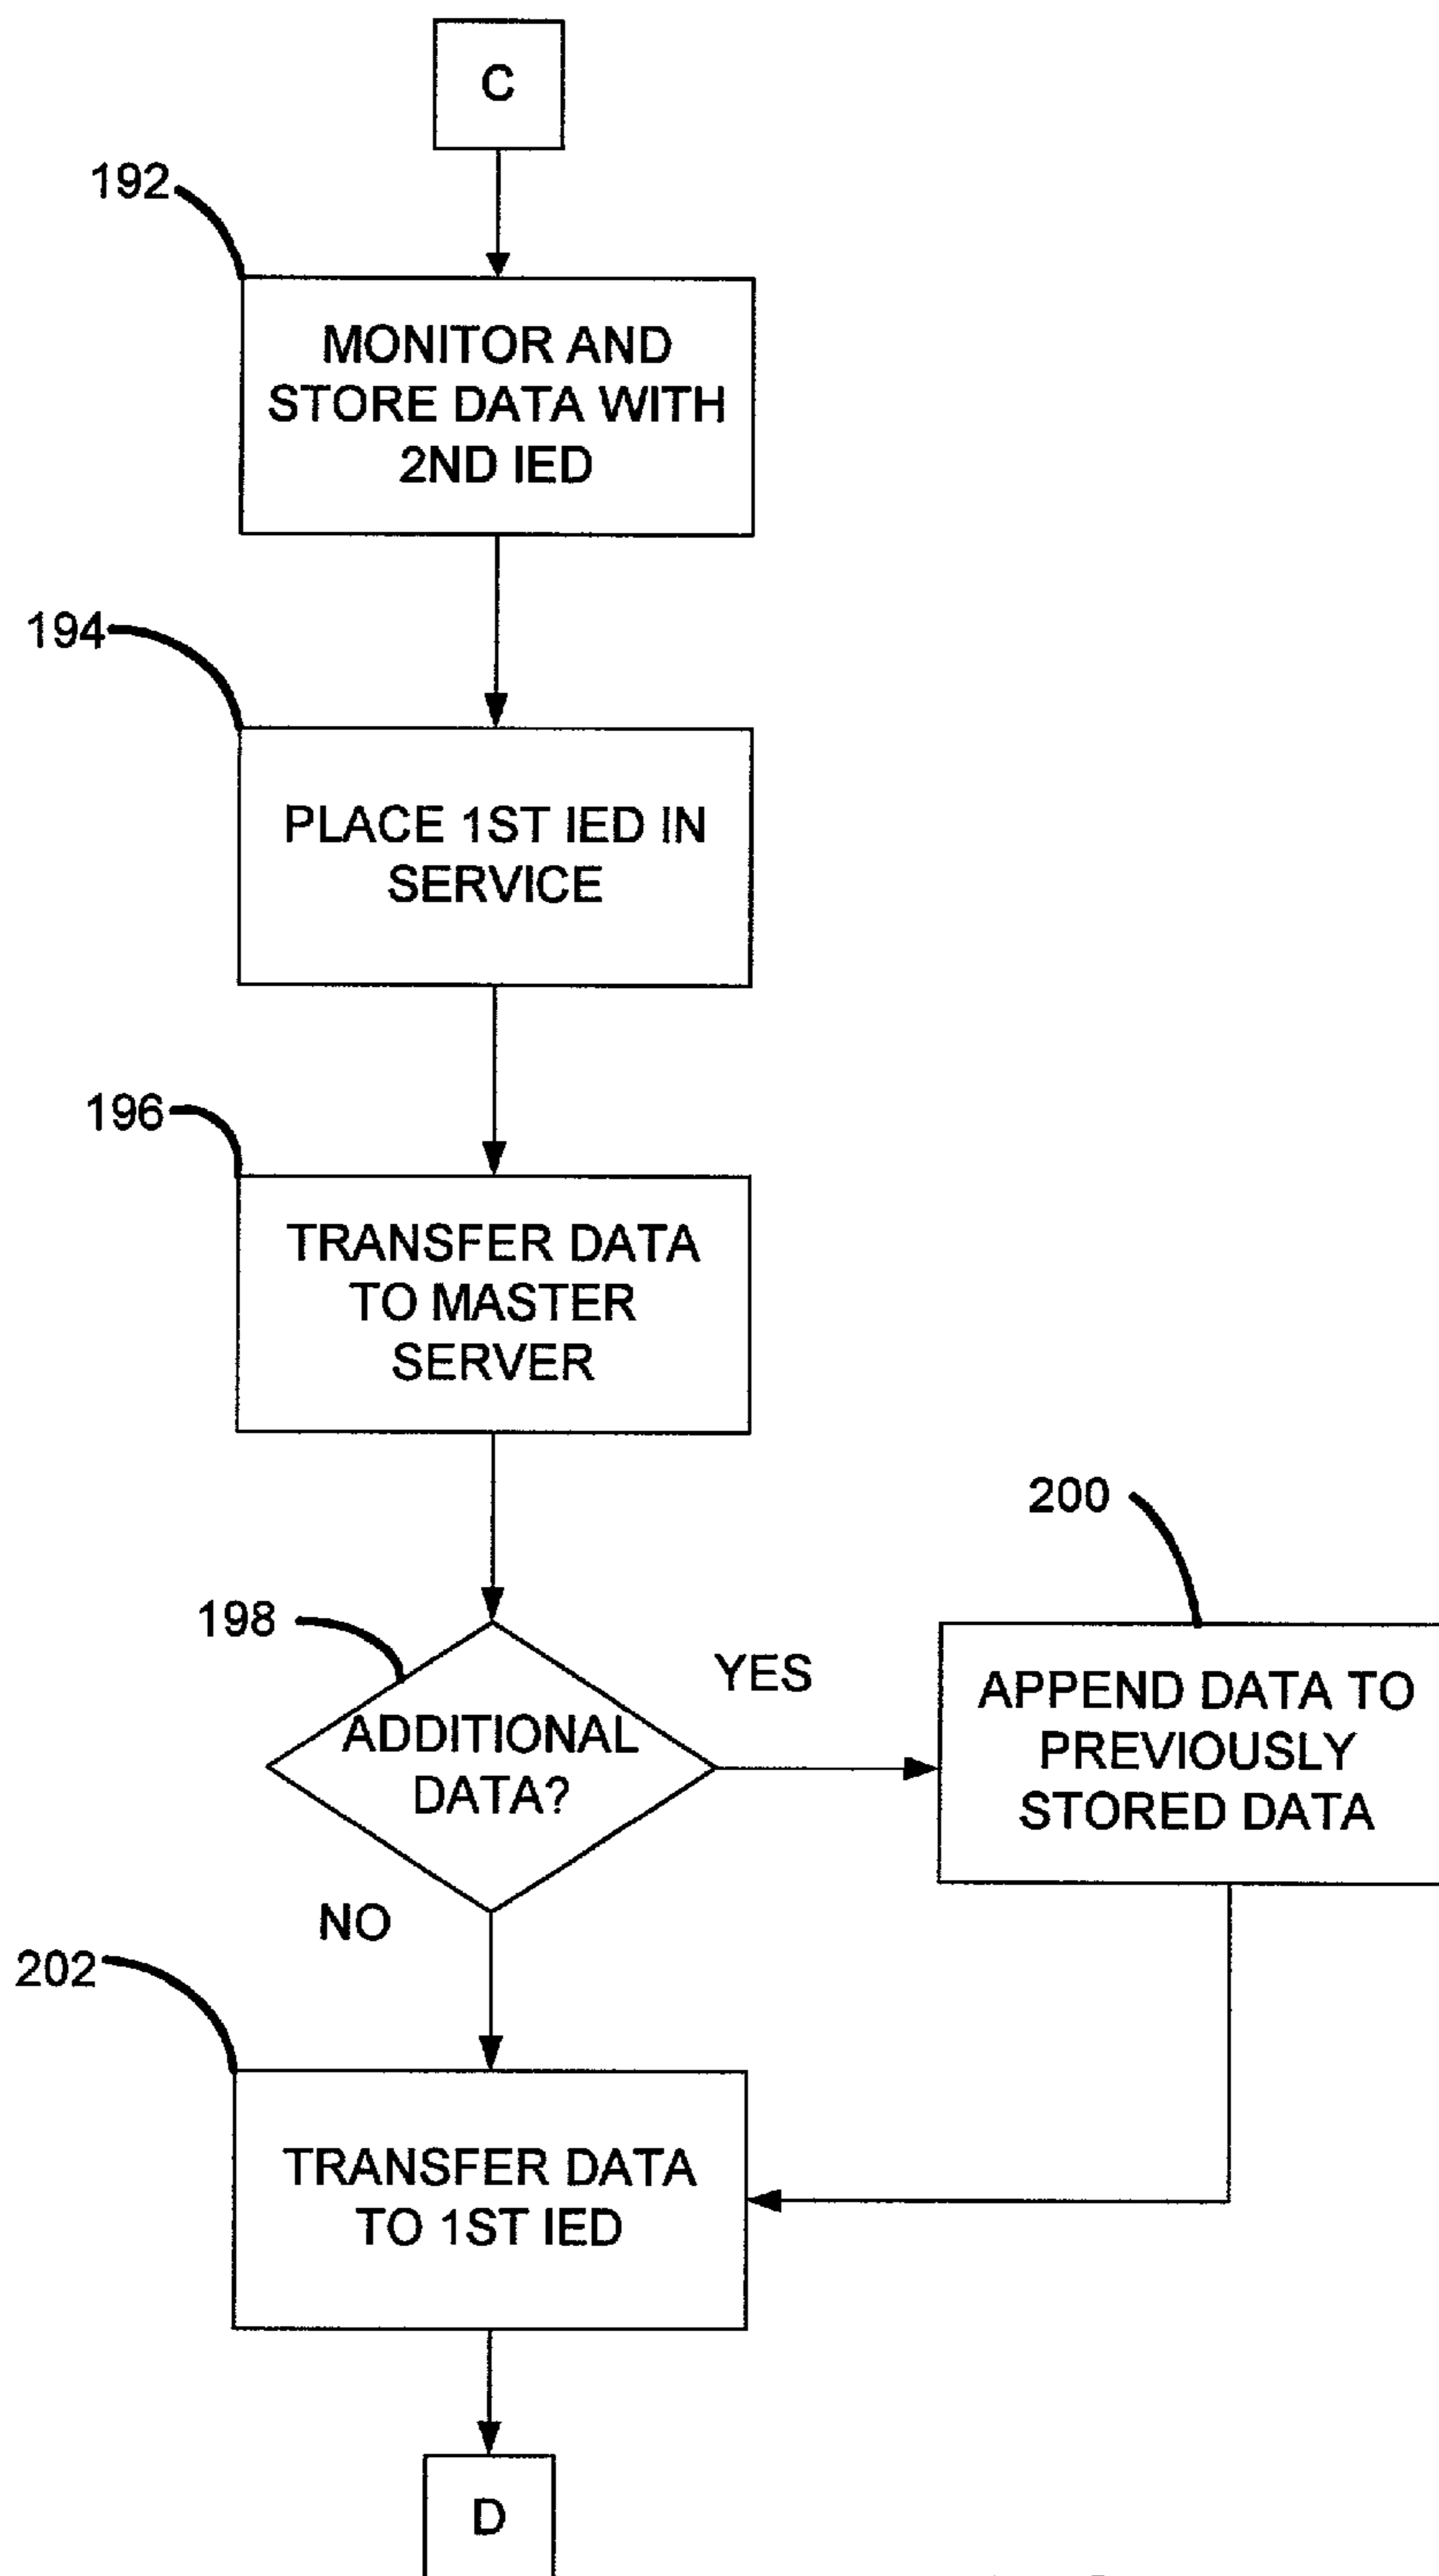 C
192
MONITOR AND
STORE DATA WITH
2ND IED
194
PLACE 1ST IED IN
SERVICE
196
TRANSFER DATA
TO MASTER
SERVER
198
ADDITIONAL
DATA?
YES
200
APPEND DATA TO
PREVIOUSLY
STORED DATA
NO
202
TRANSFER DATA
TO 1ST IED
D